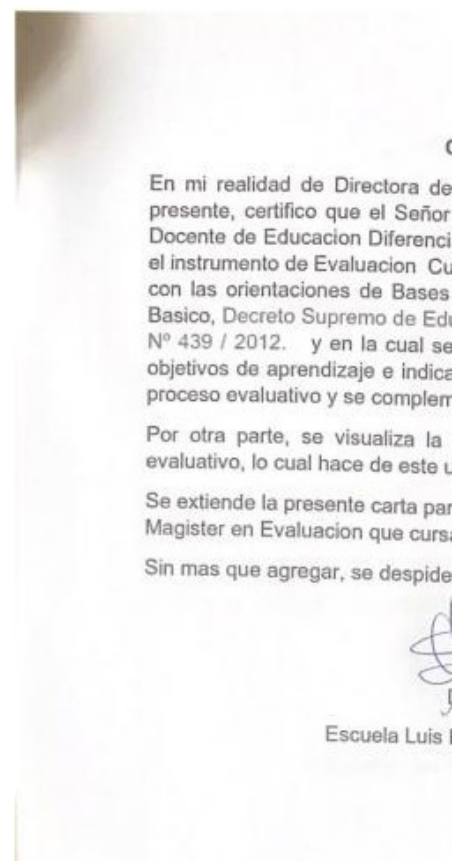 En mi realidad de Directora de
presente, certifico que el Señor
Docente de Educacion Diferenci
el instrumento de Evaluacion Cu
con las orientaciones de Bases
Basico, Decreto Supremo de Edu
Nº 439 / 2012. y en la cual se
objetivos de aprendizaje e indica
proceso evaluativo y se complem
Por otra parte, se visualiza la
evaluativo, lo cual hace de este u
Se extiende la presente carta par
Magister en Evaluacion que cursa
Sin mas que agregar, se despide
Escuela Luis